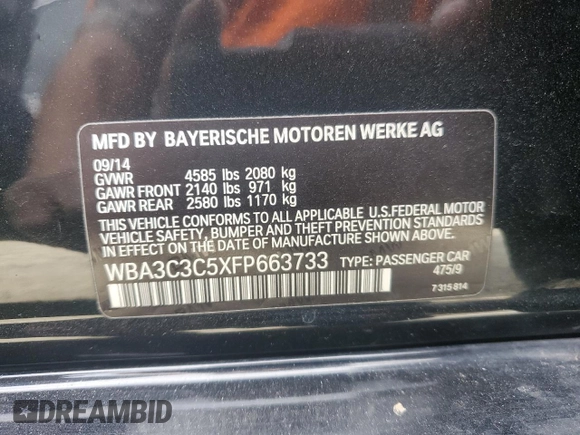 MFD BY BAYERISCHE MOTOREN WERKE AG
09/14
GVWR 4585 lbs 2080 kg
GAWR FRONT 2140 lbs 971 kg
GAWR REAR 2580 lbs 1170 kg
THIS VEHICLE CONFORMS TO ALL APPLICABLE U.S.FEDERAL MOTOR
VEHICLE SAFETY, BUMPER, AND THEFT PREVENTION STANDARDS
IN EFFECT ON THE DATE OF MANUFACTURE SHOWN ABOVE.
WBA3C3C5XFP663733 TYPE: PASSENGER CAR
475/9
7 315 814
DREAMBID